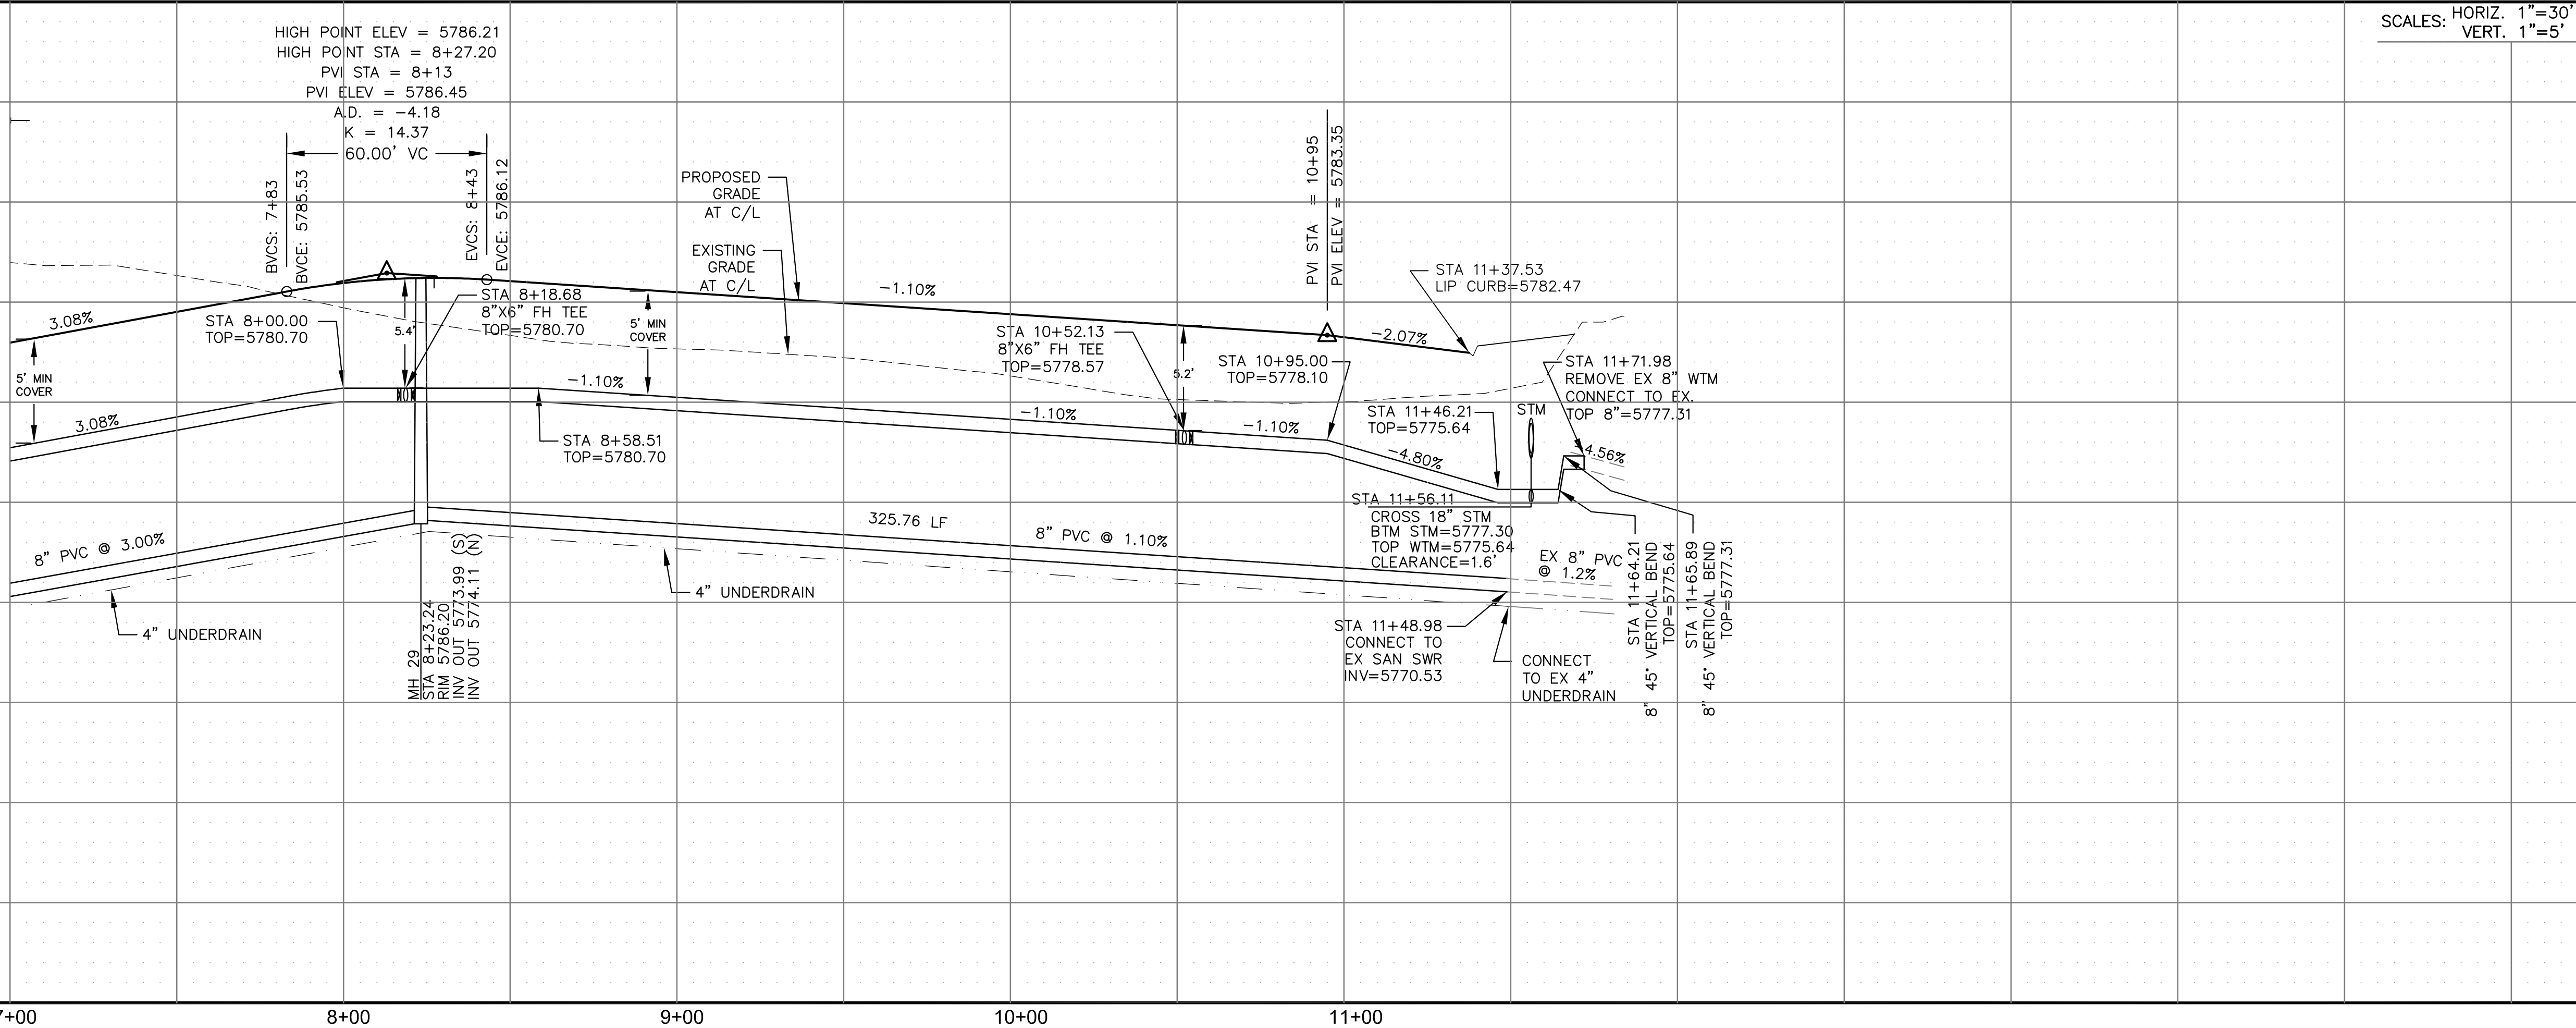 SCALES: HORIZ. 1"=30'
VERT. 1"=5'
HIGH POINT ELEV = 5786.21
HIGH POINT STA = 8+27.20
PVI STA = 8+13
PVI ELEV = 5786.45
A.D. = -4.18
K = 14.37
60.00' VC
BVCS: 7+83
BVCE: 5785.53
EVCS: 8+43
EVCE: 5786.12
PROPOSED
GRADE
AT C/L
EXISTING
GRADE
AT C/L
PVI STA = 10+95
PVI ELEV = 5783.35
STA 11+37.53
LIP CURB=5782.47
3.08%
-1.10%
-2.07%
5' MIN
COVER
STA 8+00.00
TOP=5780.70
5.4'
STA 8+18.68
8"X6" FH TEE
TOP=5780.70
5' MIN
COVER
STA 10+52.13
8"X6" FH TEE
TOP=5778.57
5.2'
STA 10+95.00
TOP=5778.10
STA 11+71.98
REMOVE EX 8" WTM
CONNECT TO EX.
TOP 8"=5777.31
3.08%
-1.10%
-1.10%
-1.10%
STA 11+46.21
TOP=5775.64
STM
STA 8+58.51
TOP=5780.70
-4.80%
-4.56%
STA 11+56.11
CROSS 18" STM
BTM STM=5777.30
TOP WTM=5775.64
CLEARANCE=1.6'
8" PVC @ 3.00%
325.76 LF
8" PVC @ 1.10%
EX 8" PVC
@ 1.2%
4" UNDERDRAIN
4" UNDERDRAIN
MH 29
STA 8+23.24
RIM 5786.20
INV OUT 5773.99 (S)
INV OUT 5774.11 (N)
STA 11+48.98
CONNECT TO
EX SAN SWR
INV=5770.53
CONNECT
TO EX 4"
UNDERDRAIN
STA 11+64.21
8" 45° VERTICAL BEND
TOP=5775.64
STA 11+65.89
8" 45° VERTICAL BEND
TOP=5777.31
+00
8+00
9+00
10+00
11+00